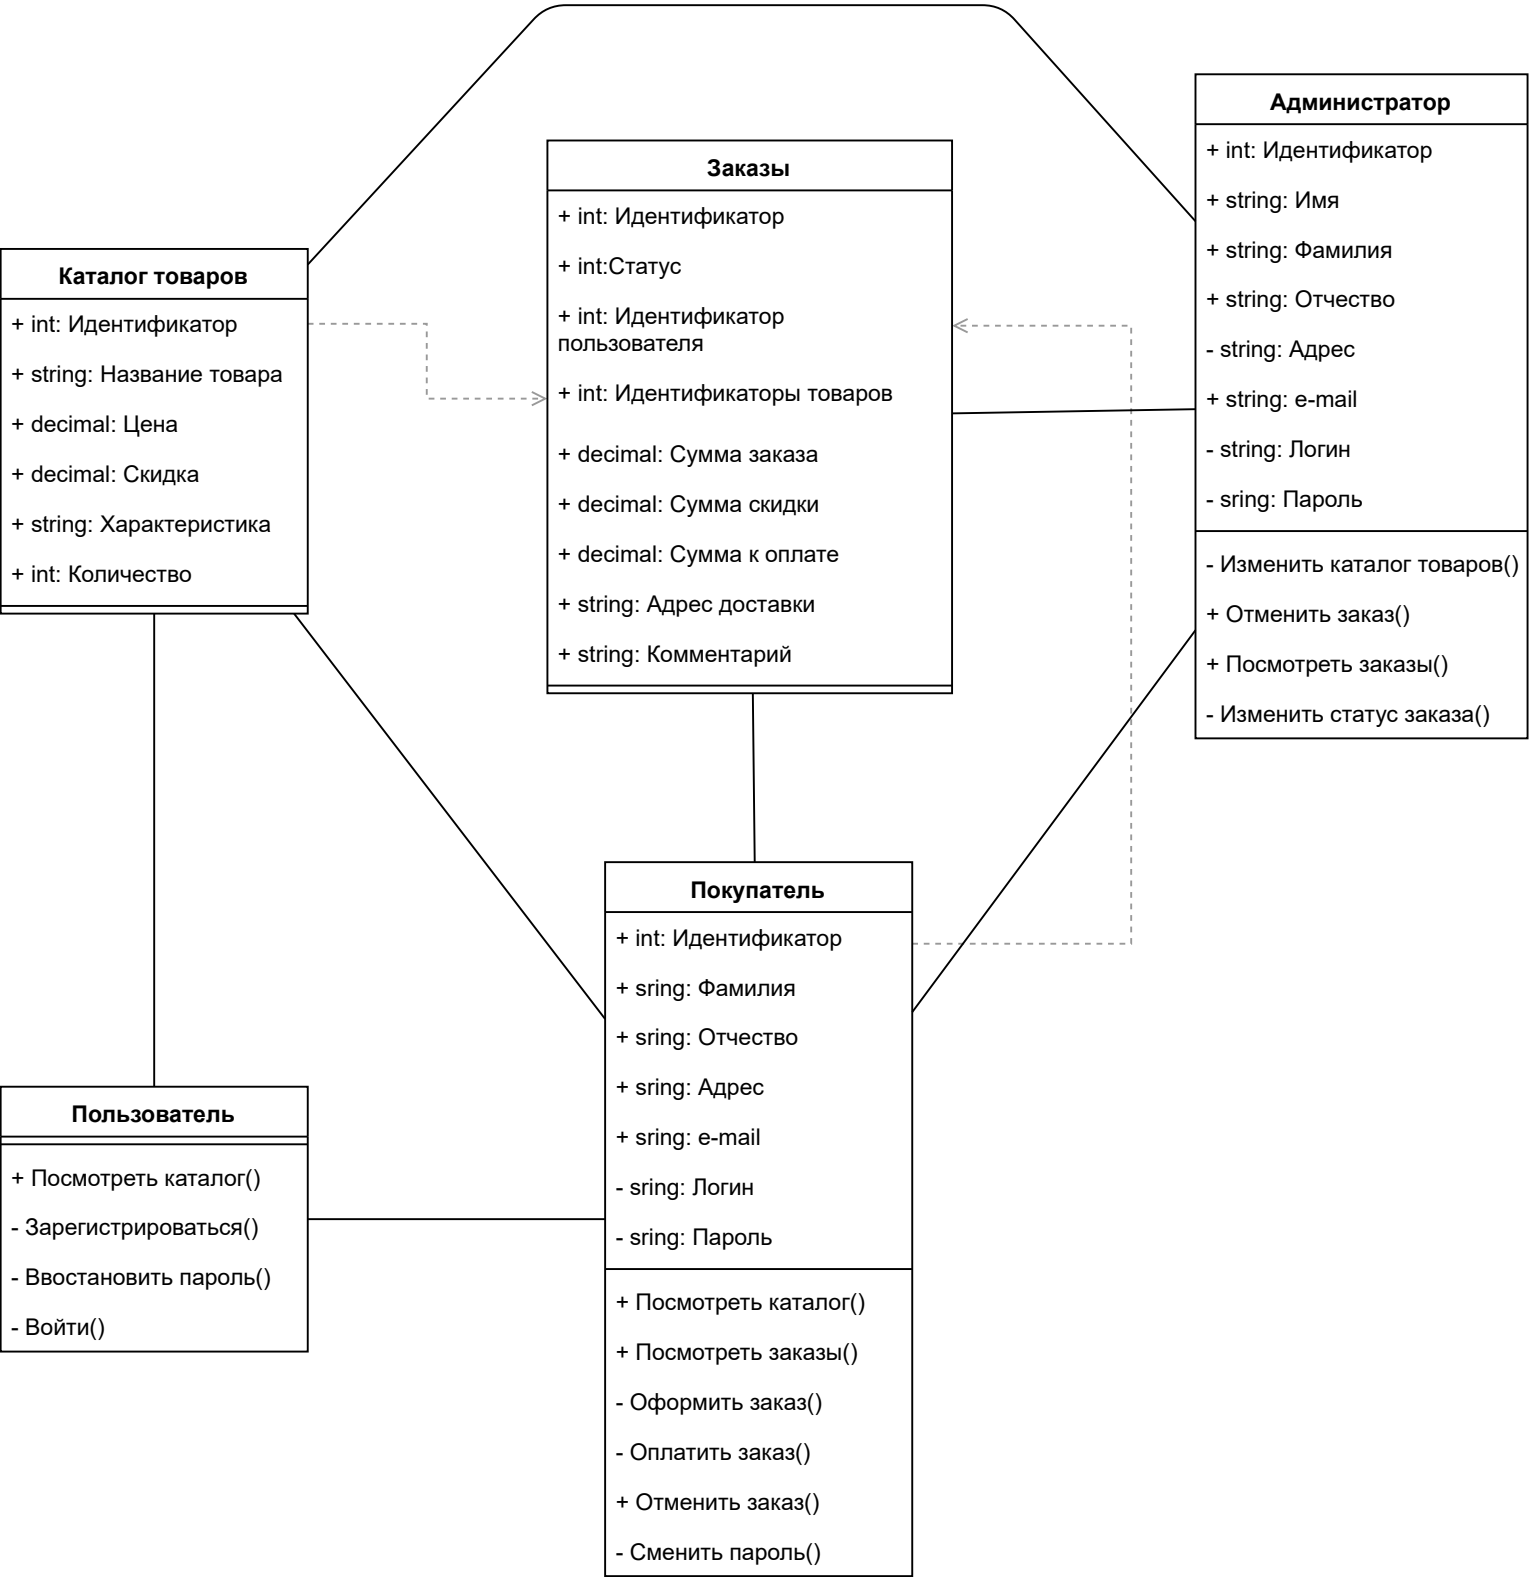 Администратор
+ int: Идентификатор
+ string: Имя
+ string: Фамилия
+ string: Отчество
- string: Адрес
+ string: e-mail
- string: Логин
- sring: Пароль
- Изменить каталог товаров()
+ Отменить заказ()
+ Посмотреть заказы()
- Изменить статус заказа()
Заказы
+ int: Идентификатор
+ int:Статус
+ int: Идентификатор
пользователя
+ int: Идентификаторы товаров
+ decimal: Сумма заказа
+ decimal: Сумма скидки
+ decimal: Сумма к оплате
+ string: Адрес доставки
+ string: Комментарий
Каталог товаров
+ int: Идентификатор
+ string: Название товара
+ decimal: Цена
+ decimal: Скидка
+ string: Характеристика
+ int: Количество
Покупатель
+ int: Идентификатор
+ sring: Фамилия
+ sring: Отчество
+ sring: Адрес
+ sring: e-mail
- sring: Логин
- sring: Пароль
+ Посмотреть каталог()
+ Посмотреть заказы()
- Оформить заказ()
- Оплатить заказ()
+ Отменить заказ()
- Сменить пароль()
Пользователь
+ Посмотреть каталог()
- Зарегистрироваться()
- Ввостановить пароль()
- Войти()